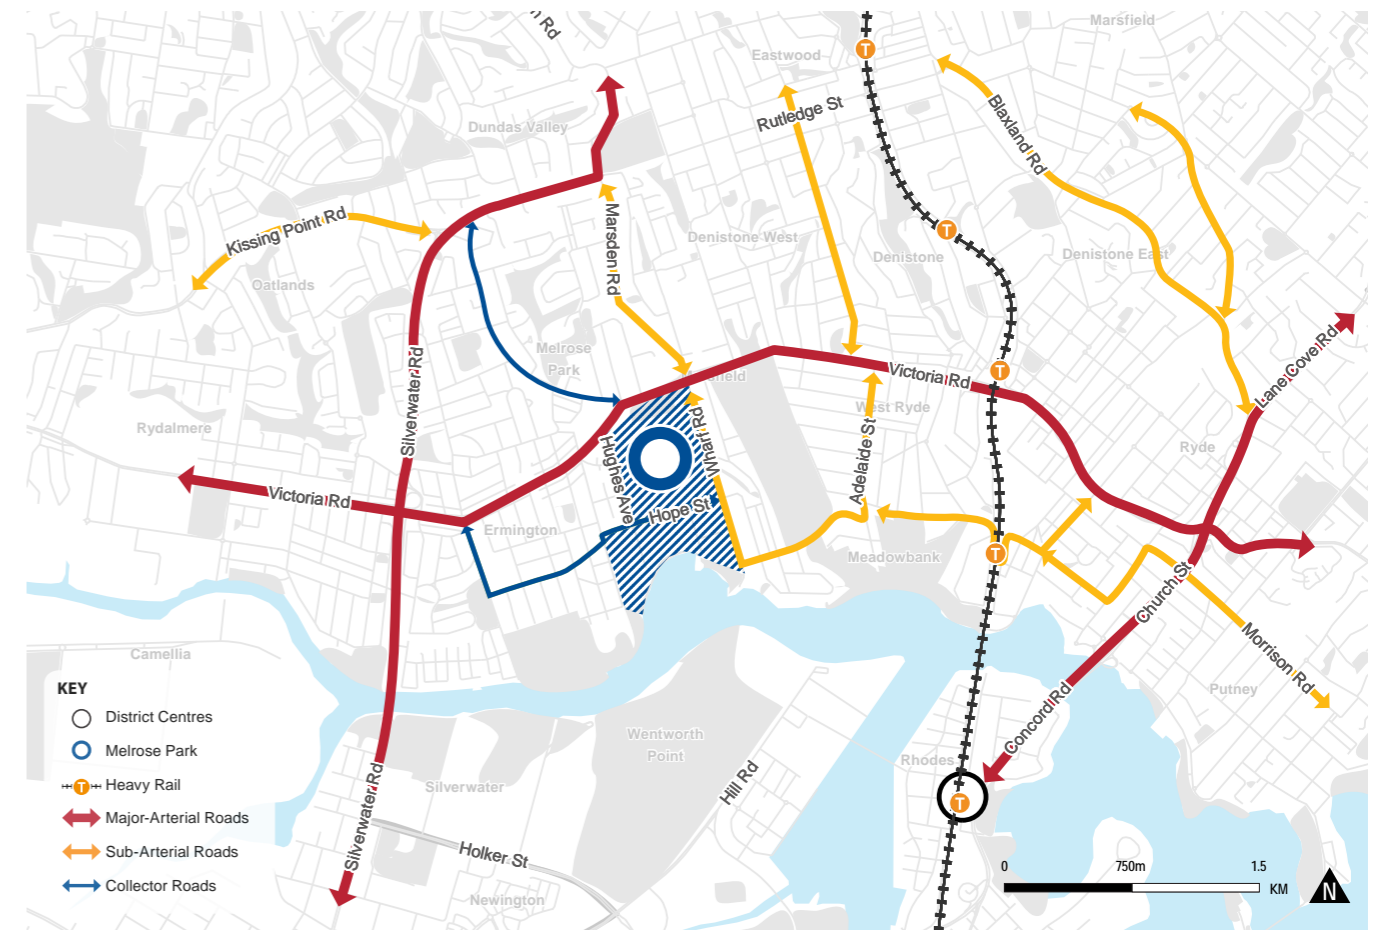 Rd
Marsfield
Eastwood
Rutledge St
Blaxland Rd
Dundas Valley
Kissing Point Rd
Marsden Rd
Denistone West
Denistone
Denistone East
Oatlands
Melrose
Park
Silverwater Rd
Victoria Rd
Lane Cove Rd
West Ryde
Rydalmere
Hughes Ave
Wharf Rd
Adelaide St
Ryde
Victoria Rd
Hope St
Ermington
Meadowbank
Church St
Morrison Rd
Camellia
Putney
Concord Rd
Wentworth
Point
Rhodes
Hill Rd
Silverwater
Silverwater Rd
Holker St
Newington
T
T
T
T
T
KEY
District Centres
Melrose Park
T Heavy Rail
Major-Arterial Roads
Sub-Arterial Roads
Collector Roads
0 750m 1.5
KM
N